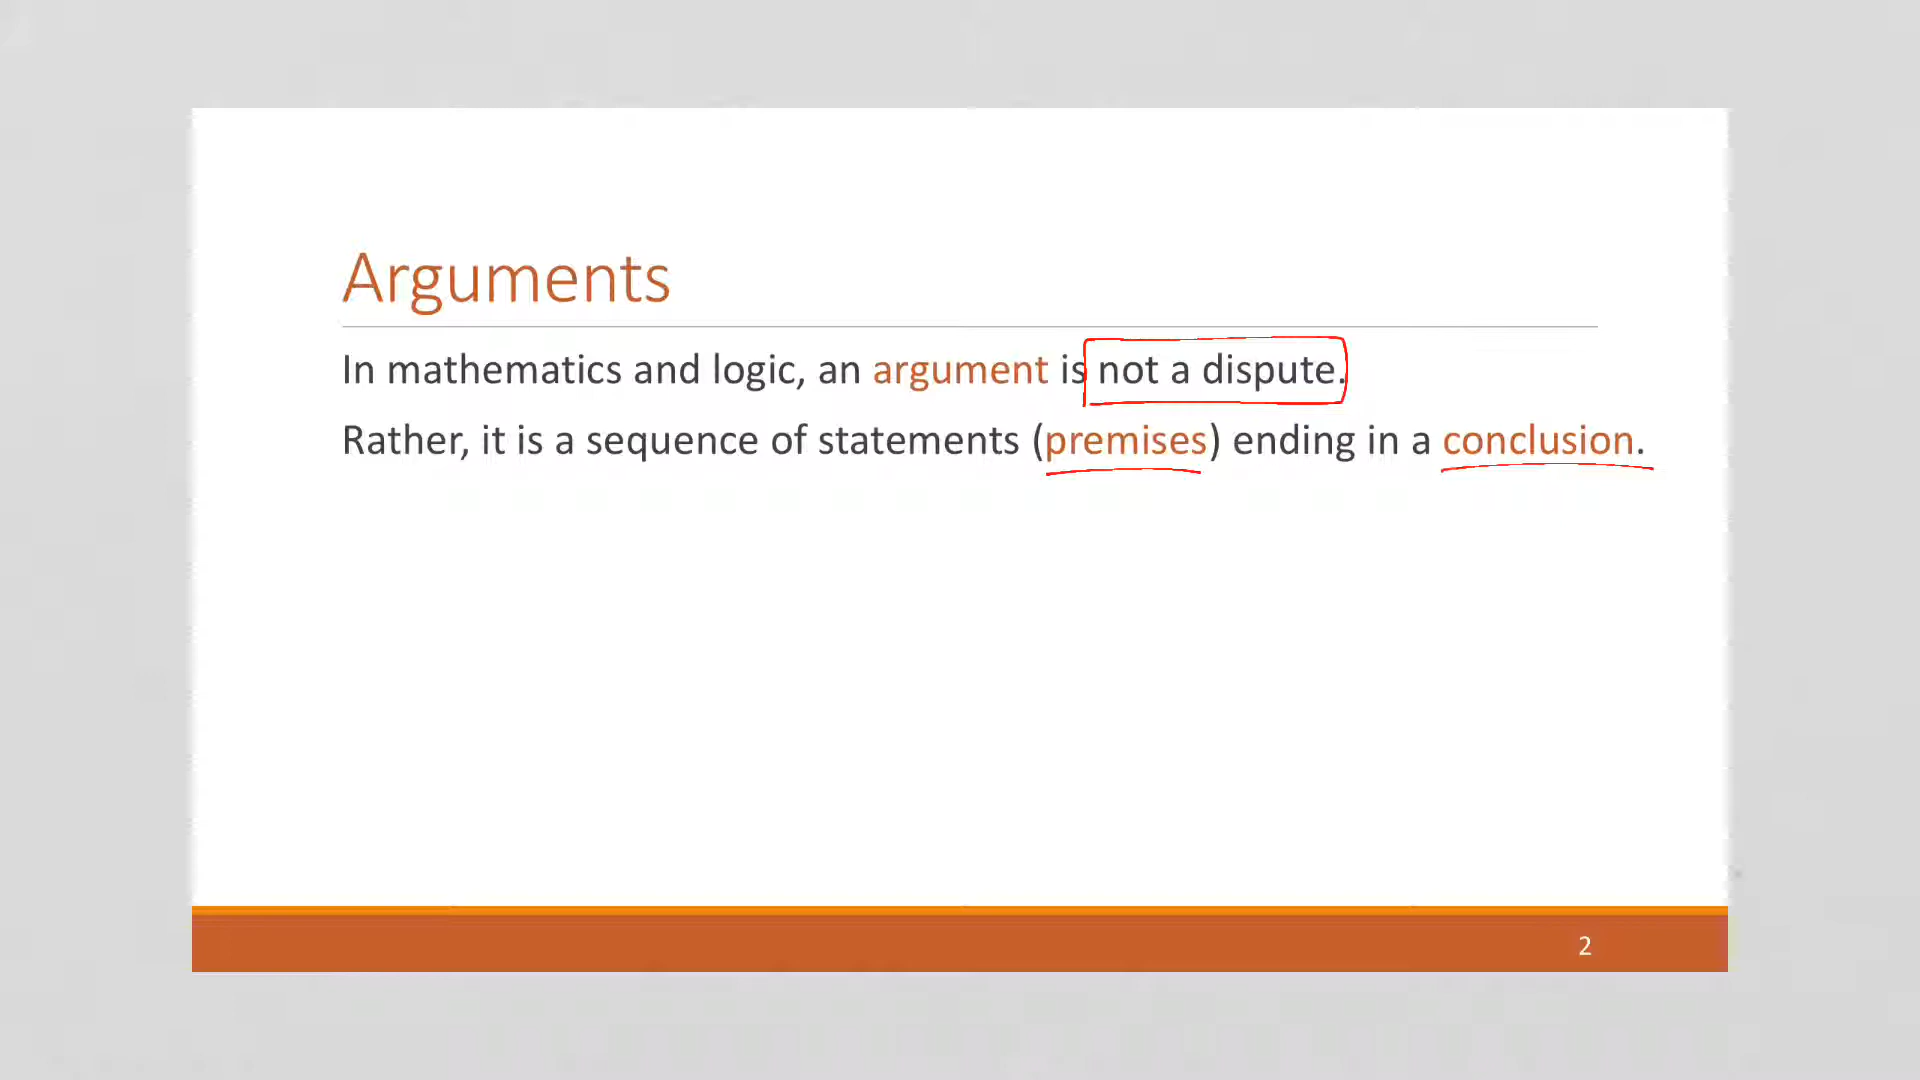 Arguments
In mathematics and logic, an argument is not a dispute.
Rather, it is a sequence of statements (premises) ending in a conclusion.
2